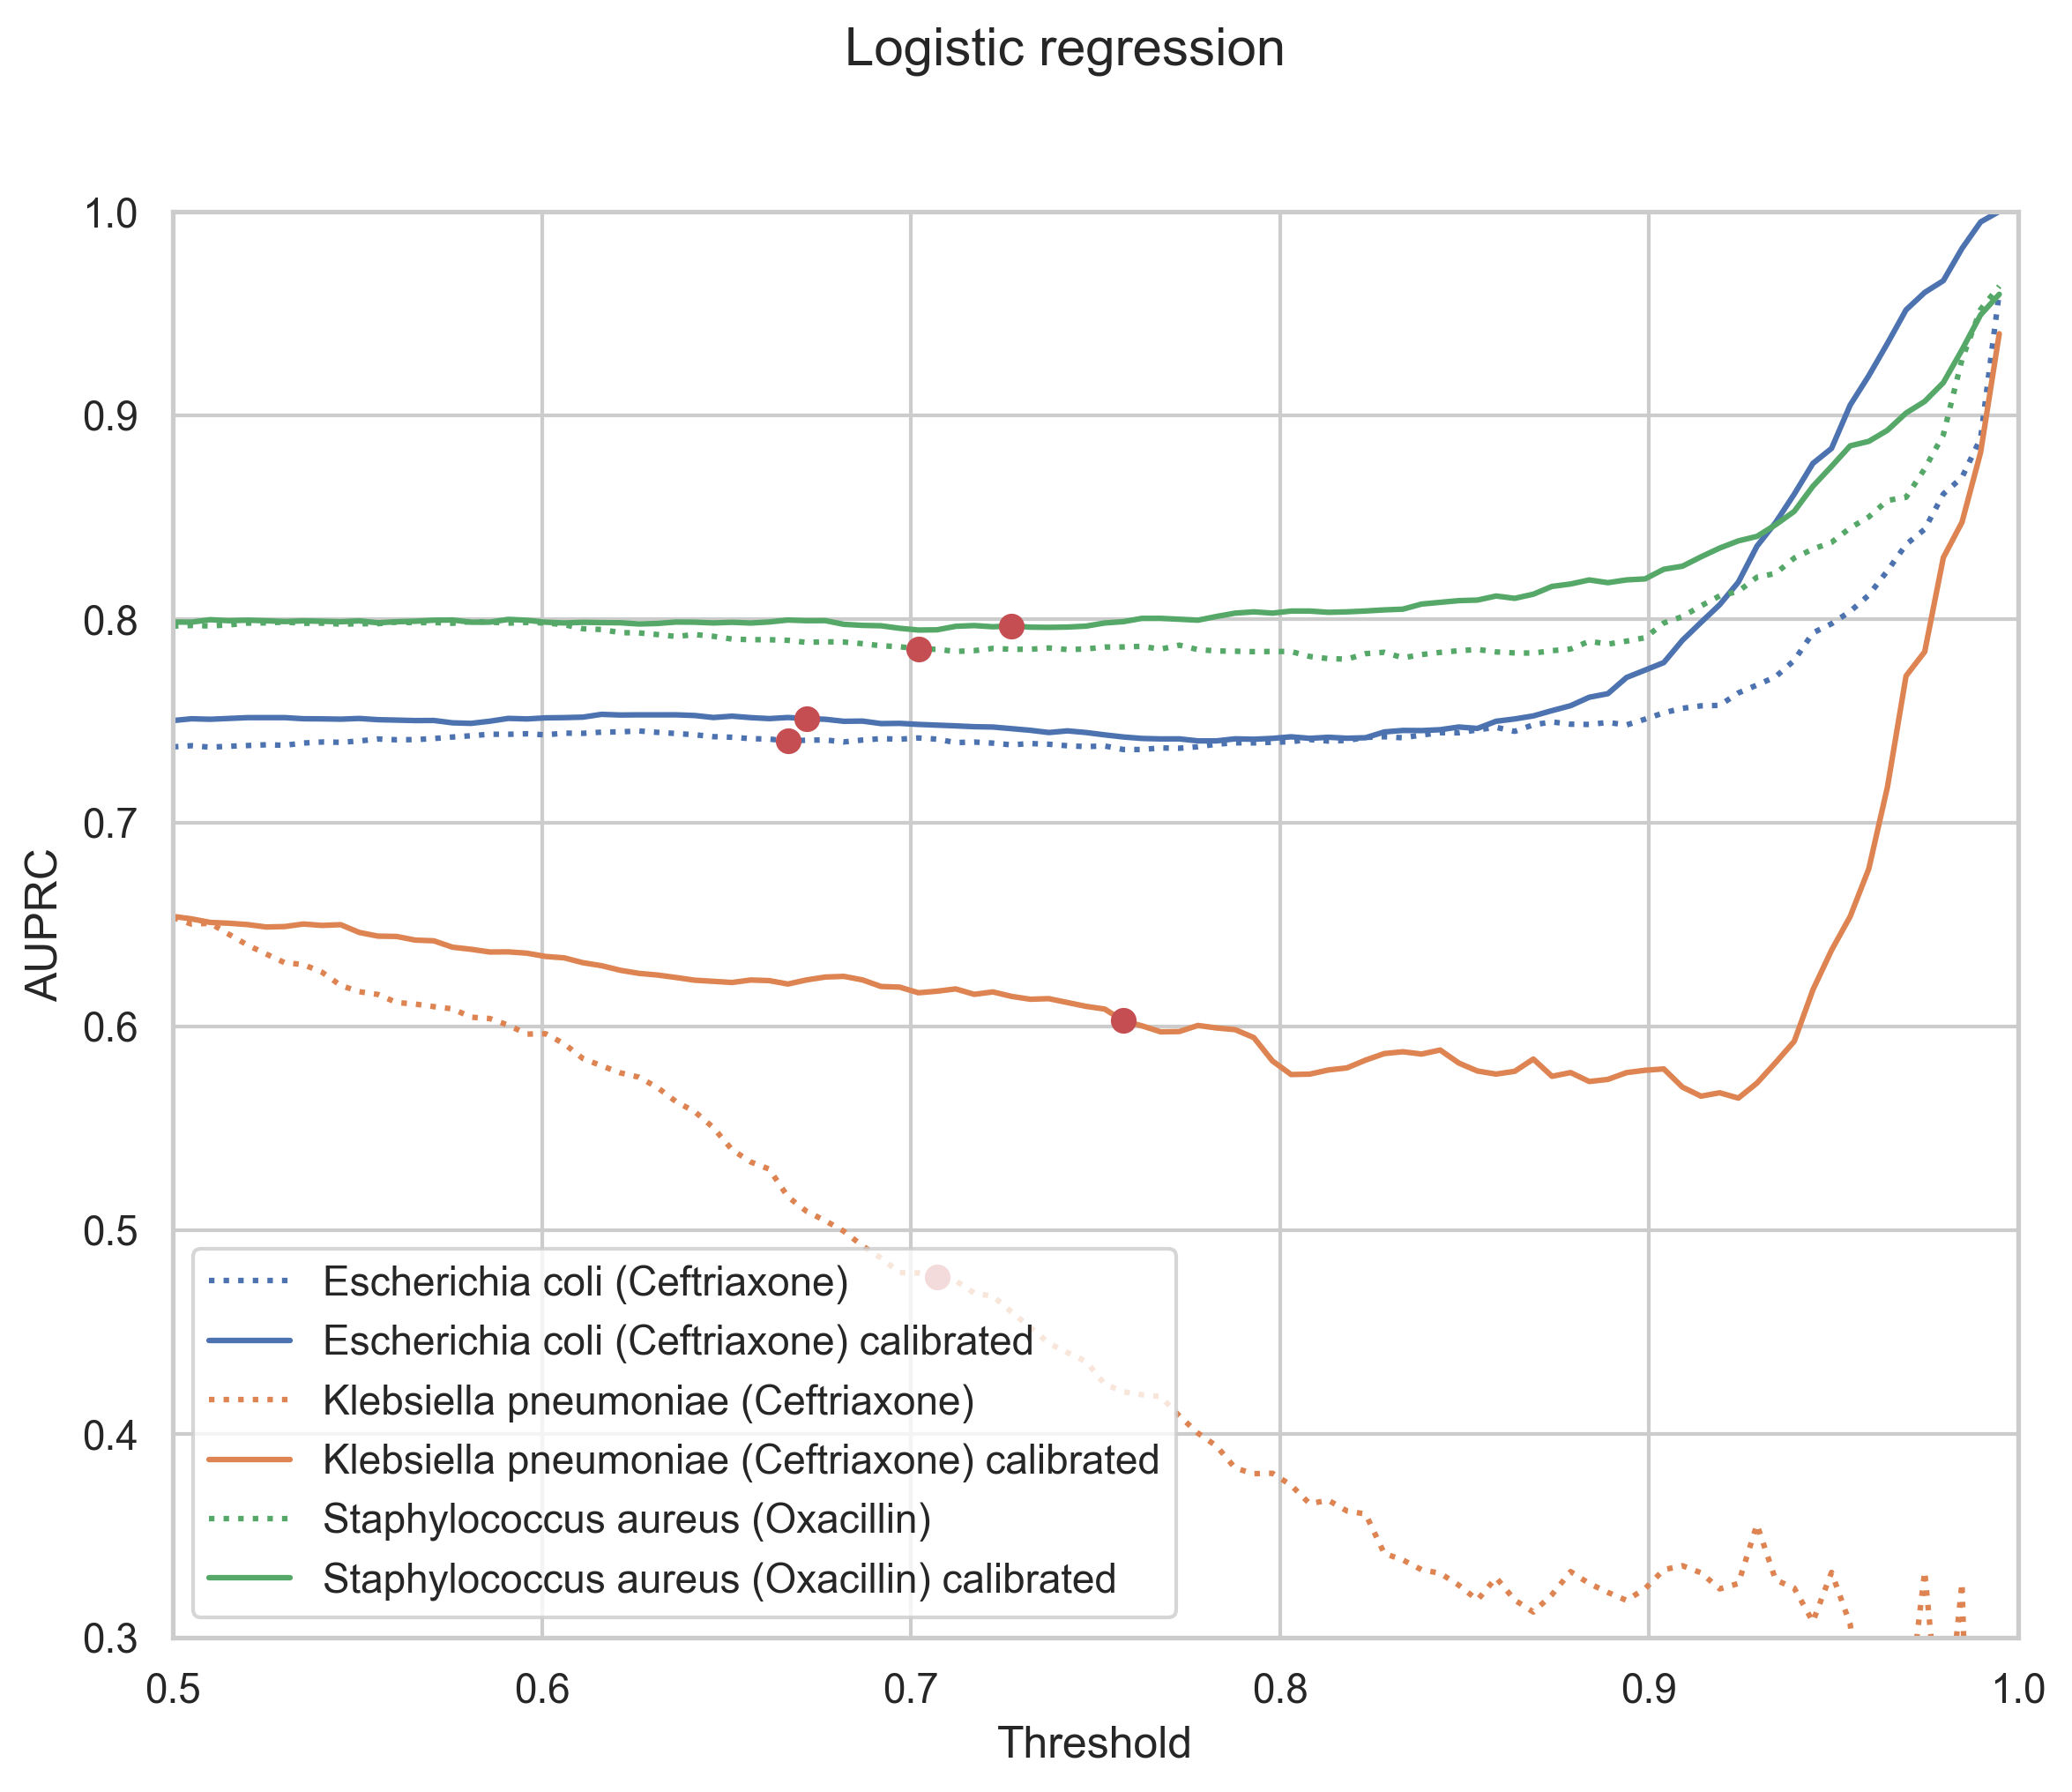 Logistic regression
1.0
0.9
0.8
0.7
0.6
0.5
0.4
0.3
AUPRC
Escherichia coli (Ceftriaxone)
Escherichia coli (Ceftriaxone) calibrated
Klebsiella pneumoniae (Ceftriaxone)
Klebsiella pneumoniae (Ceftriaxone) calibrated
Staphylococcus aureus (Oxacillin)
Staphylococcus aureus (Oxacillin) calibrated
0.5 0.6 0.7 0.8 0.9 1.0
Threshold